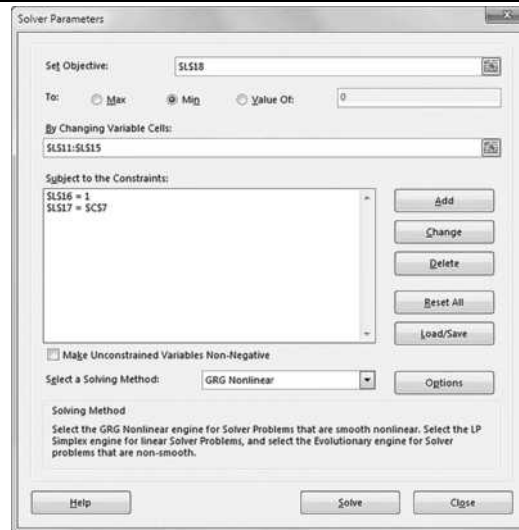 Solver Parameters
Set Objective:
$L$18
To:
Max
Min
Value Of:
0
By Changing Variable Cells:
$L$11:$L$15
Subject to the Constraints:
$L$16 = 1
$L$17 = $C$7
Add
Change
Delete
Reset All
Load/Save
Make Unconstrained Variables Non-Negative
Select a Solving Method:
GRG Nonlinear
Options
Solving Method
Select the GRG Nonlinear engine for Solver Problems that are smooth nonlinear. Select the LP
Simplex engine for linear Solver Problems, and select the Evolutionary engine for Solver
problems that are non-smooth.
Help
Solve
Close